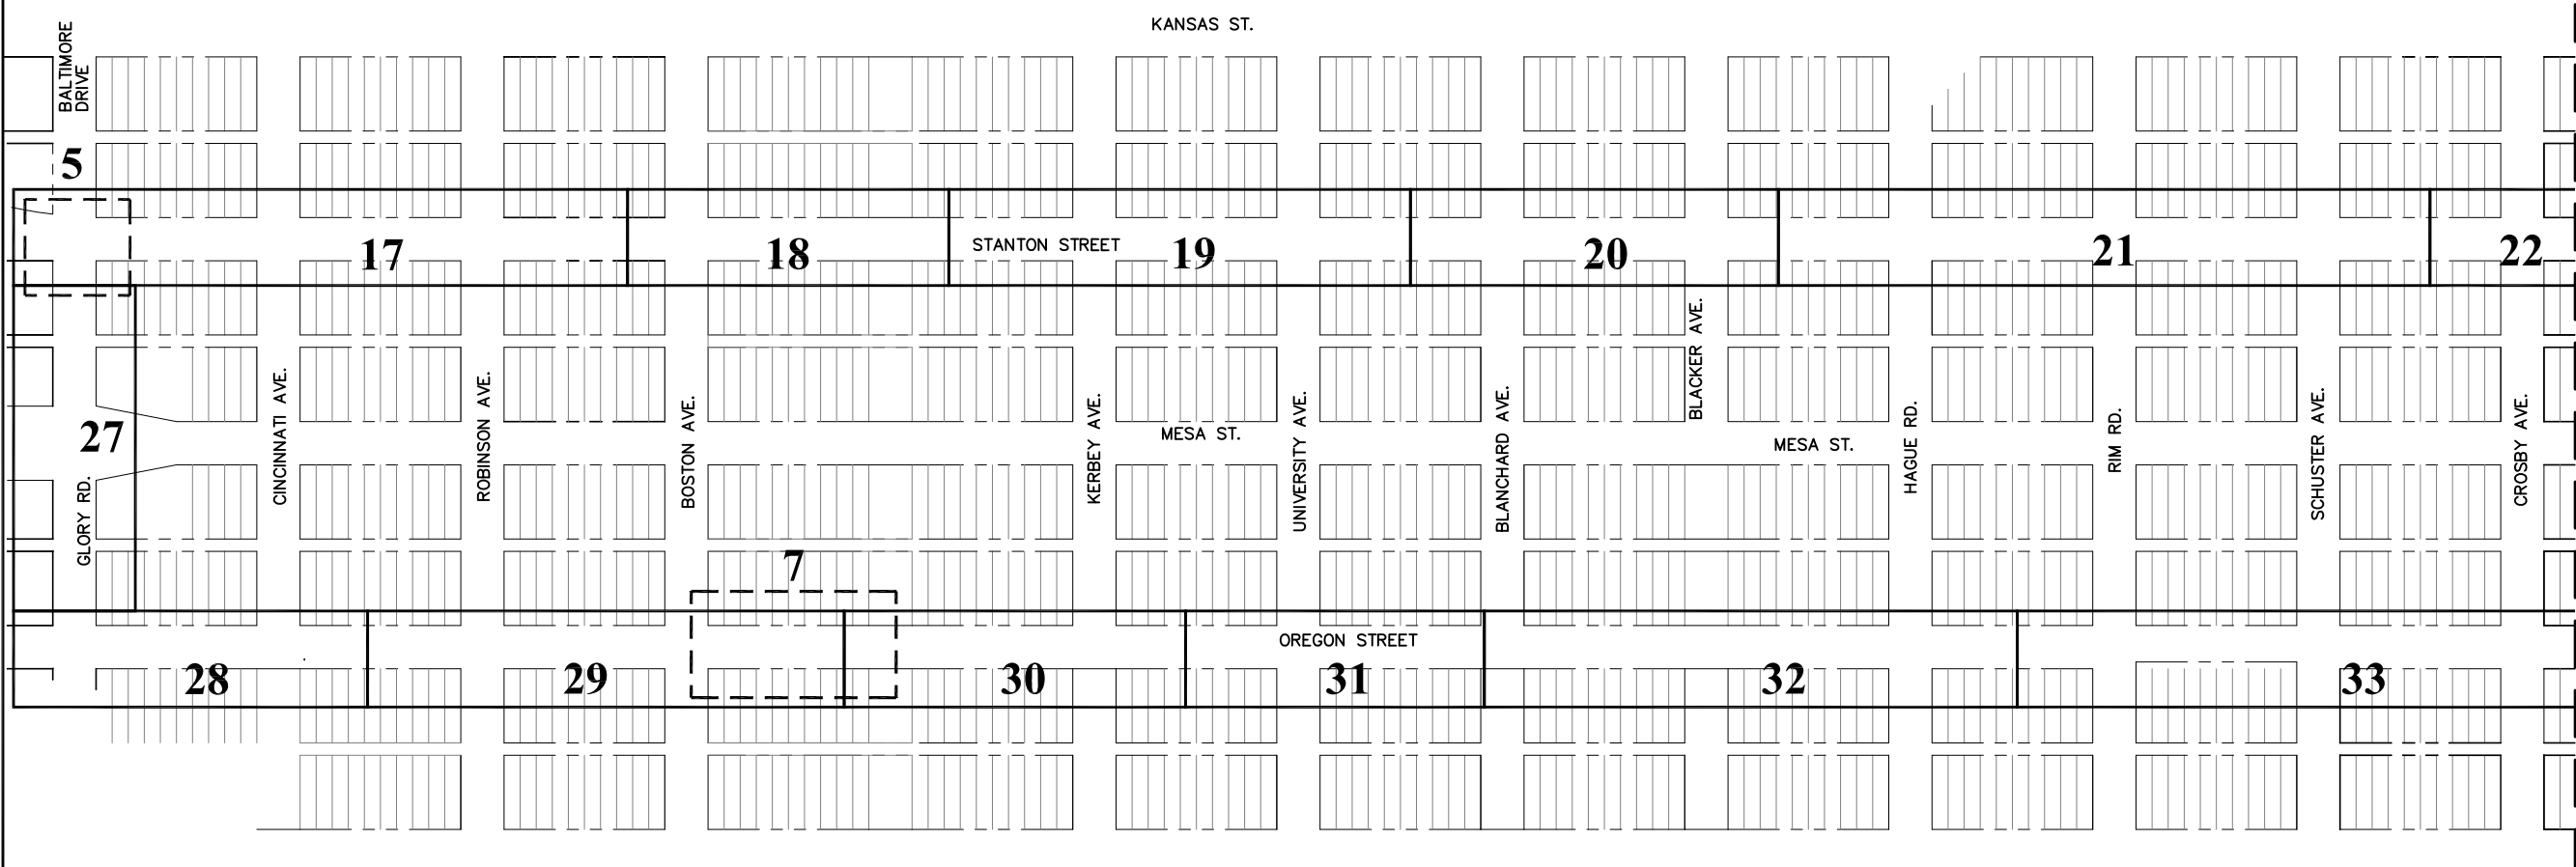 KANSAS ST.
BALTIMORE
DRIVE
5
17
18
STANTON STREET
19
20
21
22
27
GLORY RD.
CINCINNATI AVE.
ROBINSON AVE.
BOSTON AVE.
KERBEY AVE.
MESA ST.
UNIVERSITY AVE.
BLANCHARD AVE.
BLACKER AVE.
MESA ST.
HAGUE RD.
RIM RD.
SCHUSTER AVE.
CROSBY AVE.
7
OREGON STREET
28
29
30
31
32
33